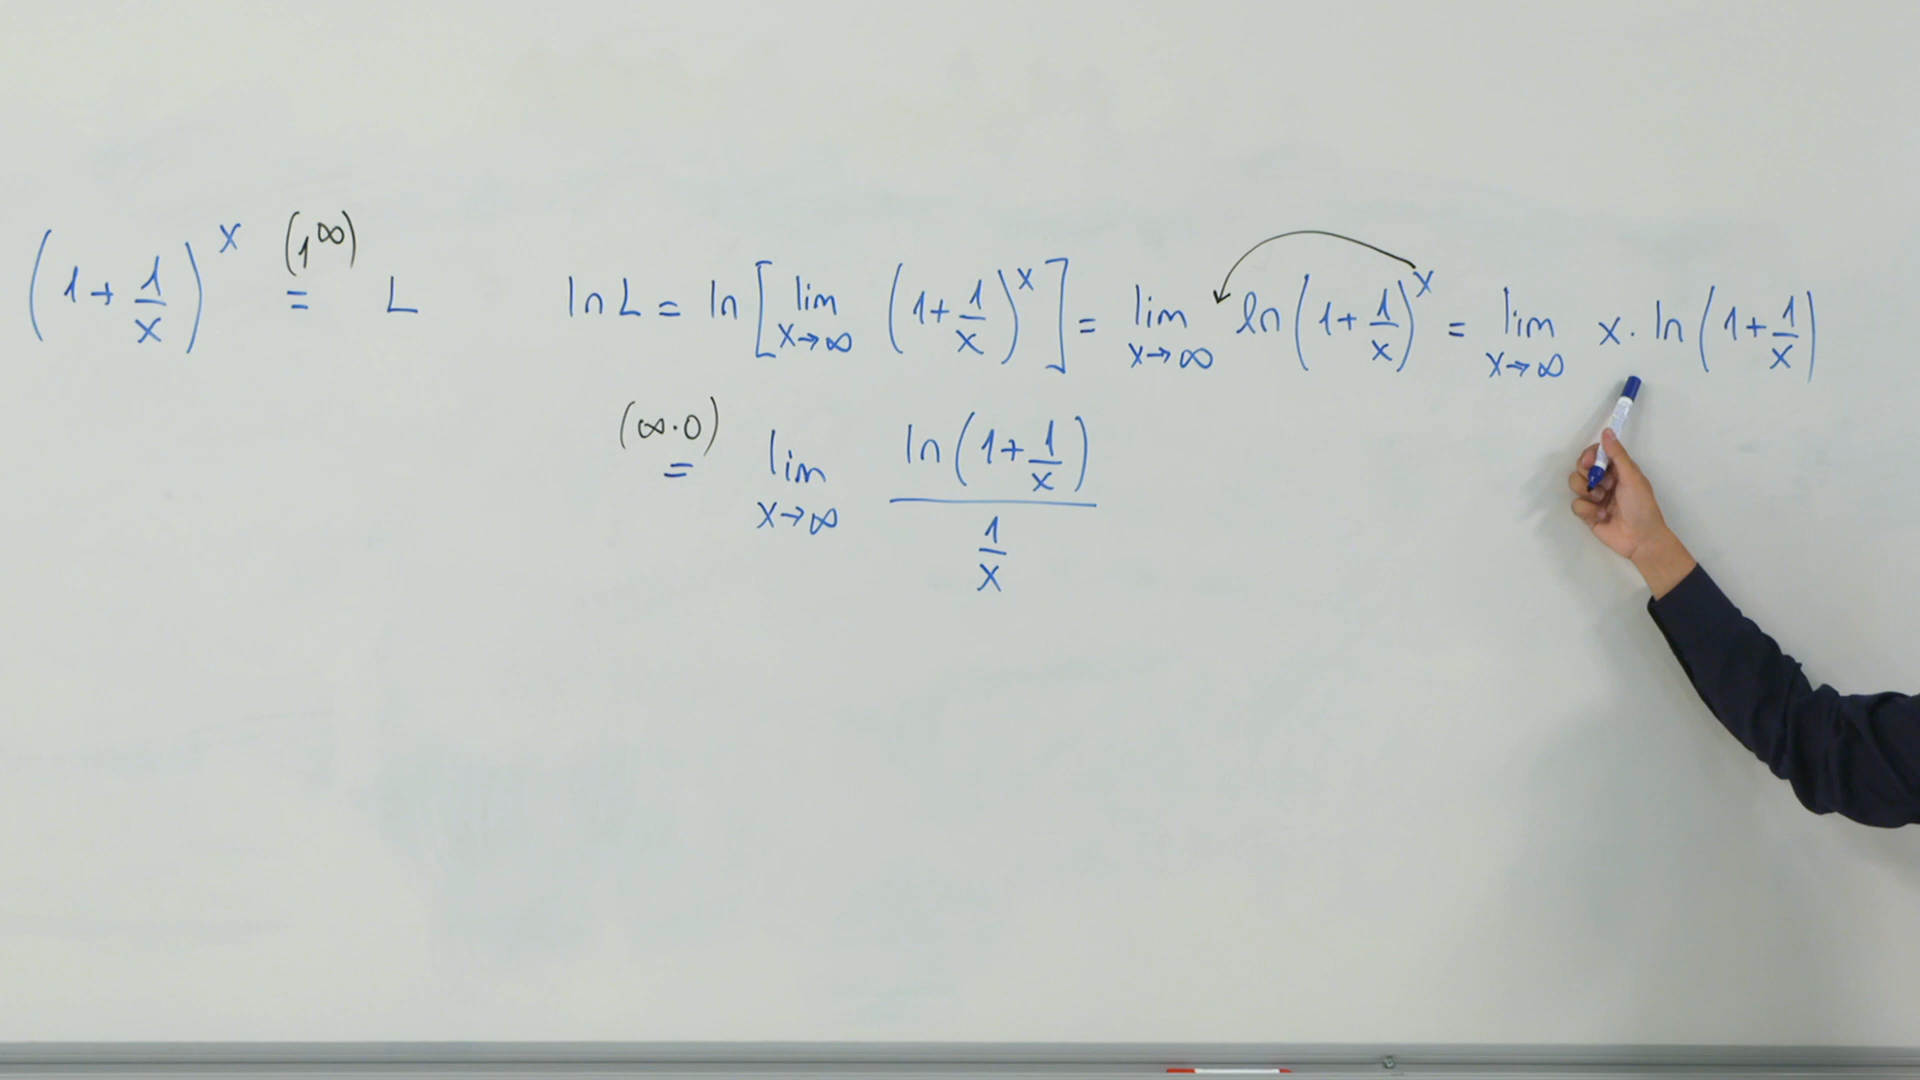 (1+1/x)^x (1^∞)= L   ln L = ln [lim x→∞ (1+1/x)^x] = lim x→∞ ln(1+1/x)^x = lim x→∞ x·ln(1+1/x)
(∞·0)= lim x→∞ ln(1+1/x) / (1/x)